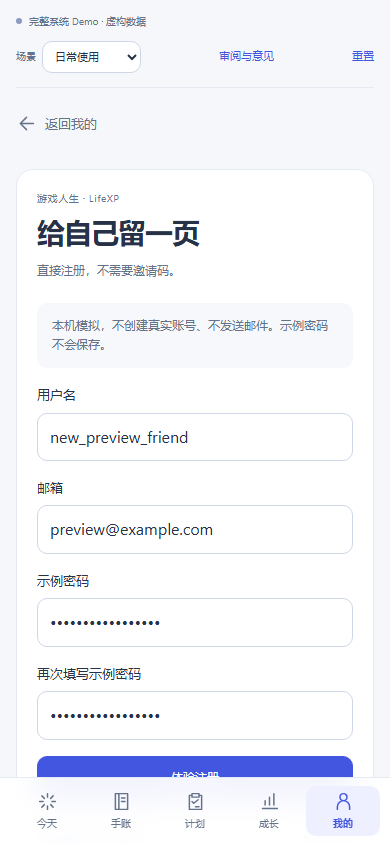 完整系统 Demo · 虚构数据
场景
日常使用
审阅与意见
重置
返回我的
游戏人生 · LifeXP
给自己留一页
直接注册，不需要邀请码。
本机模拟，不创建真实账号、不发送邮件。示例密码
不会保存。
用户名
new_preview_friend
邮箱
preview@example.com
示例密码
•••••••••••••••••
再次填写示例密码
•••••••••••••••••
体验注册
今天
手账
计划
成长
我的